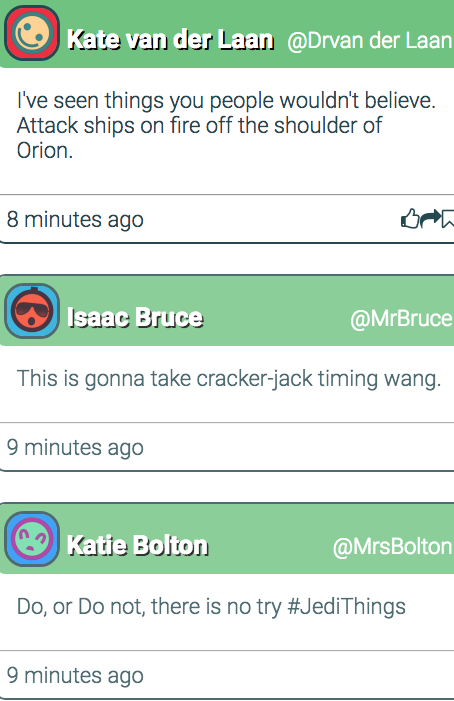 Kate van der Laan @Drvan der Laan
I've seen things you people wouldn't believe.
Attack ships on fire off the shoulder of
Orion.
8 minutes ago
Isaac Bruce @MrBruce
This is gonna take cracker-jack timing wang.
9 minutes ago
Katie Bolton @MrsBolton
Do, or Do not, there is no try #JediThings
9 minutes ago